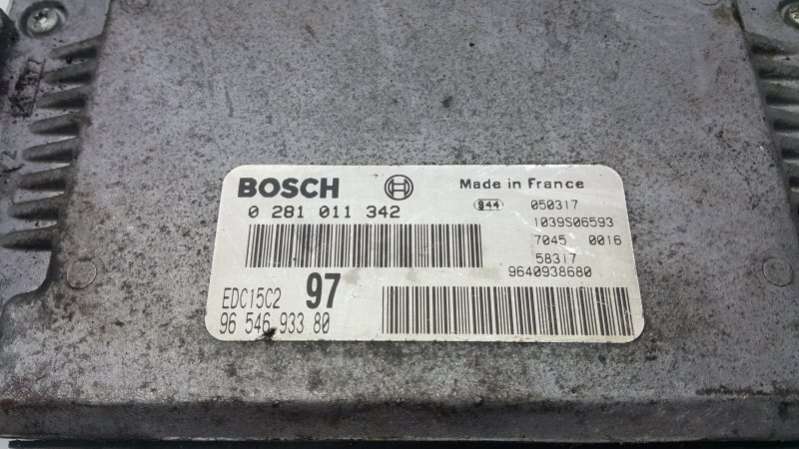 BOSCH Made in France
0 281 011 342 944 050317
1039S06593
7045 0016
58317
9640938680
EDC15C2 97
96 546 933 80